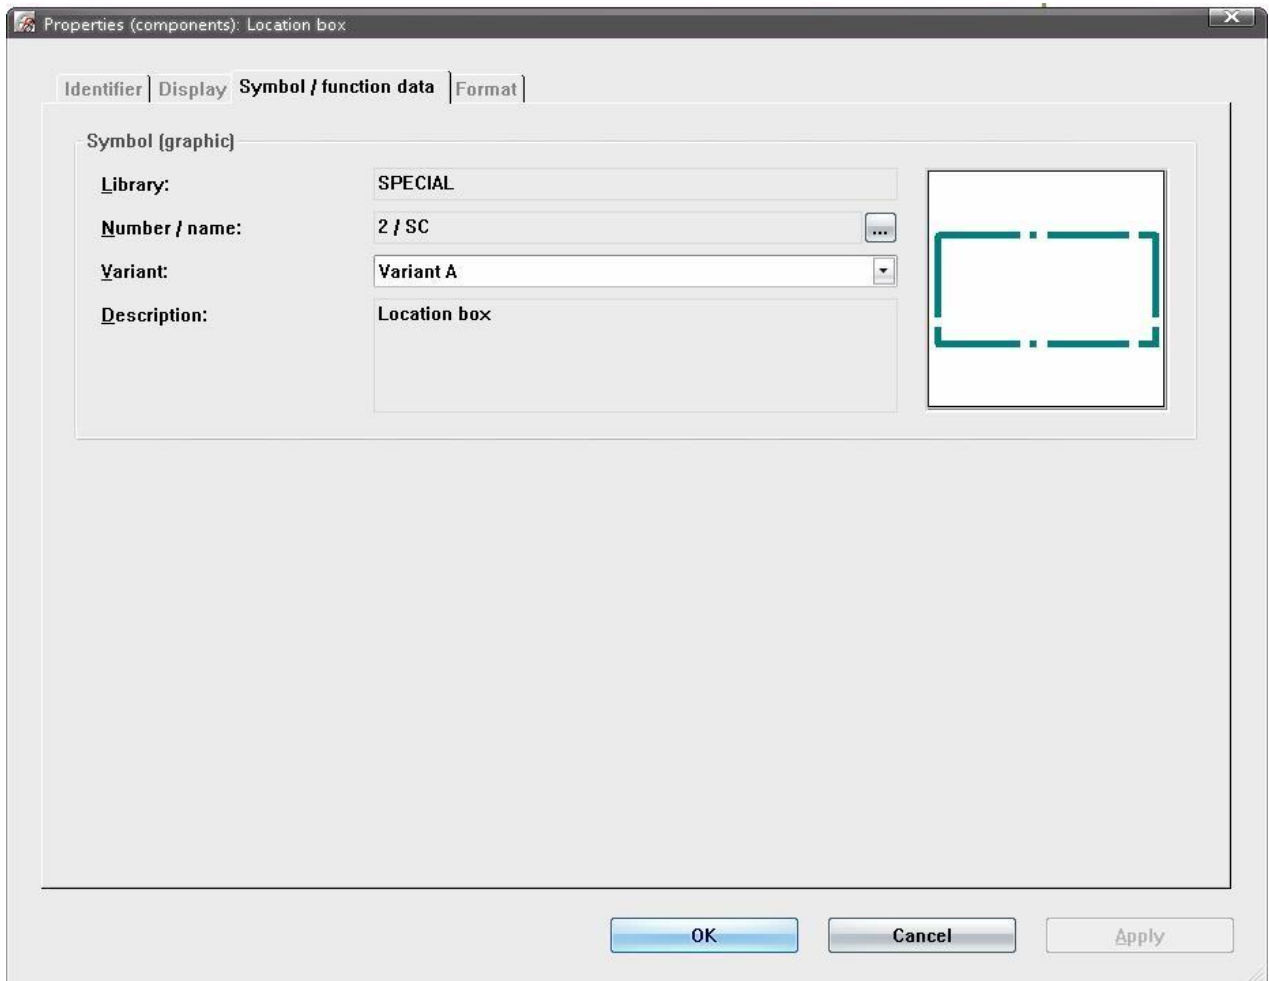 Properties (components): Location box
Identifier Display Symbol / function data Format
Symbol (graphic)
Library: SPECIAL
Number / name: 2 / SC ...
Variant: Variant A
Description: Location box
OK Cancel Apply